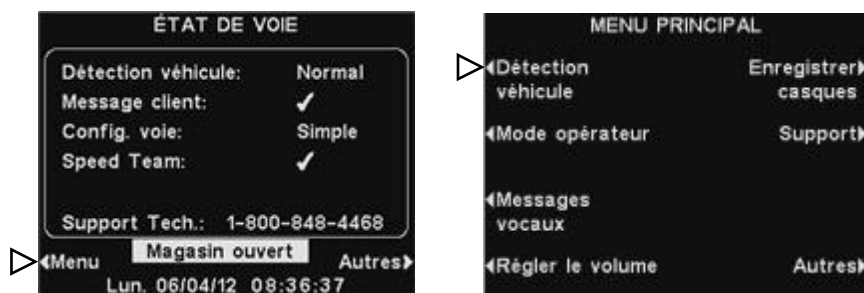 ÉTAT DE VOIE
Détection véhicule: Normal
Message client: ✓
Config. voie: Simple
Speed Team: ✓
Support Tech.: 1-800-848-4468
Magasin ouvert
Menu Autres
Lun. 06/04/12 08:36:37
MENU PRINCIPAL
Détection Enregistrer
véhicule casques
Mode opérateur Support
Messages
vocaux
Régler le volume Autres